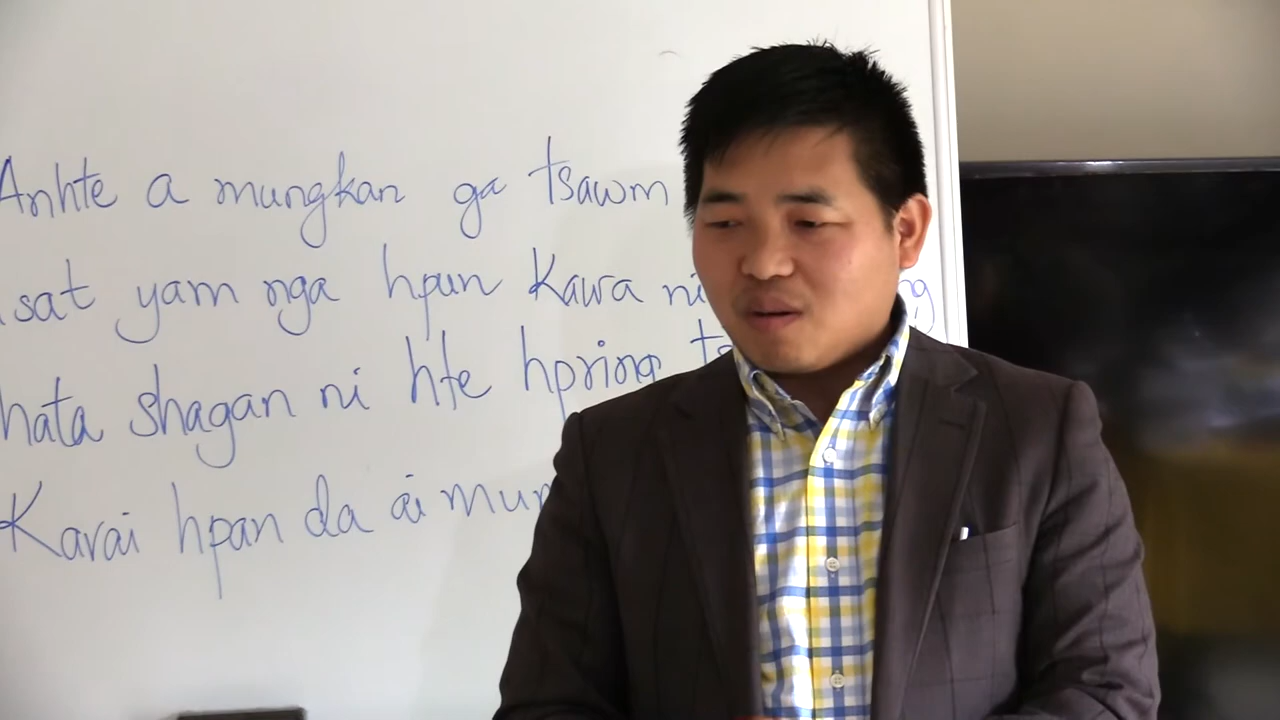 Anhte a mungkan ga tsawm
sat yam nga hpun Kawa ni
hata shagan ni hte hpring
Karai hpan da ai mun